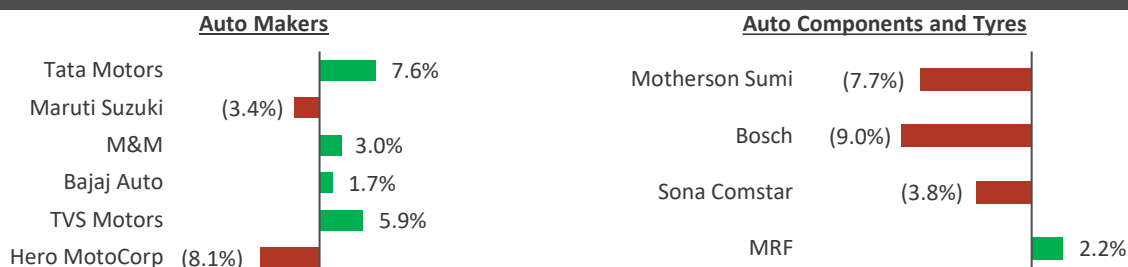 Auto Makers
Tata Motors 7.6%
Maruti Suzuki (3.4%)
M&M 3.0%
Bajaj Auto 1.7%
TVS Motors 5.9%
Hero MotoCorp (8.1%)
Auto Components and Tyres
Motherson Sumi (7.7%)
Bosch (9.0%)
Sona Comstar (3.8%)
MRF 2.2%